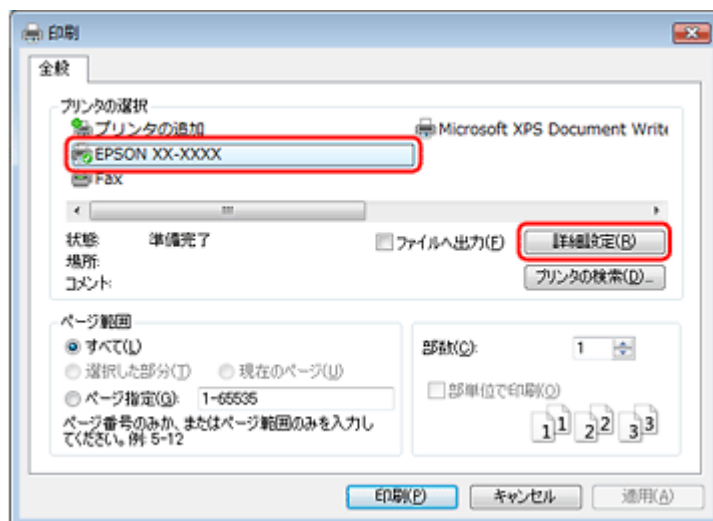 印刷
全般
プリンタの選択
プリンタの追加
Microsoft XPS Document Write
EPSON XX-XXXX
Fax
状態: 準備完了
ファイルへ出力(F)
詳細設定(R)
場所:
コメント:
プリンタの検索(D)...
ページ範囲
すべて(L)
選択した部分(T) 現在のページ(U)
ページ指定(G): 1-65535
ページ番号のみか、またはページ範囲のみを入力し
てください。例: 5-12
部数(C): 1
部単位で印刷(O)
11 22 33
印刷(P) キャンセル 適用(A)